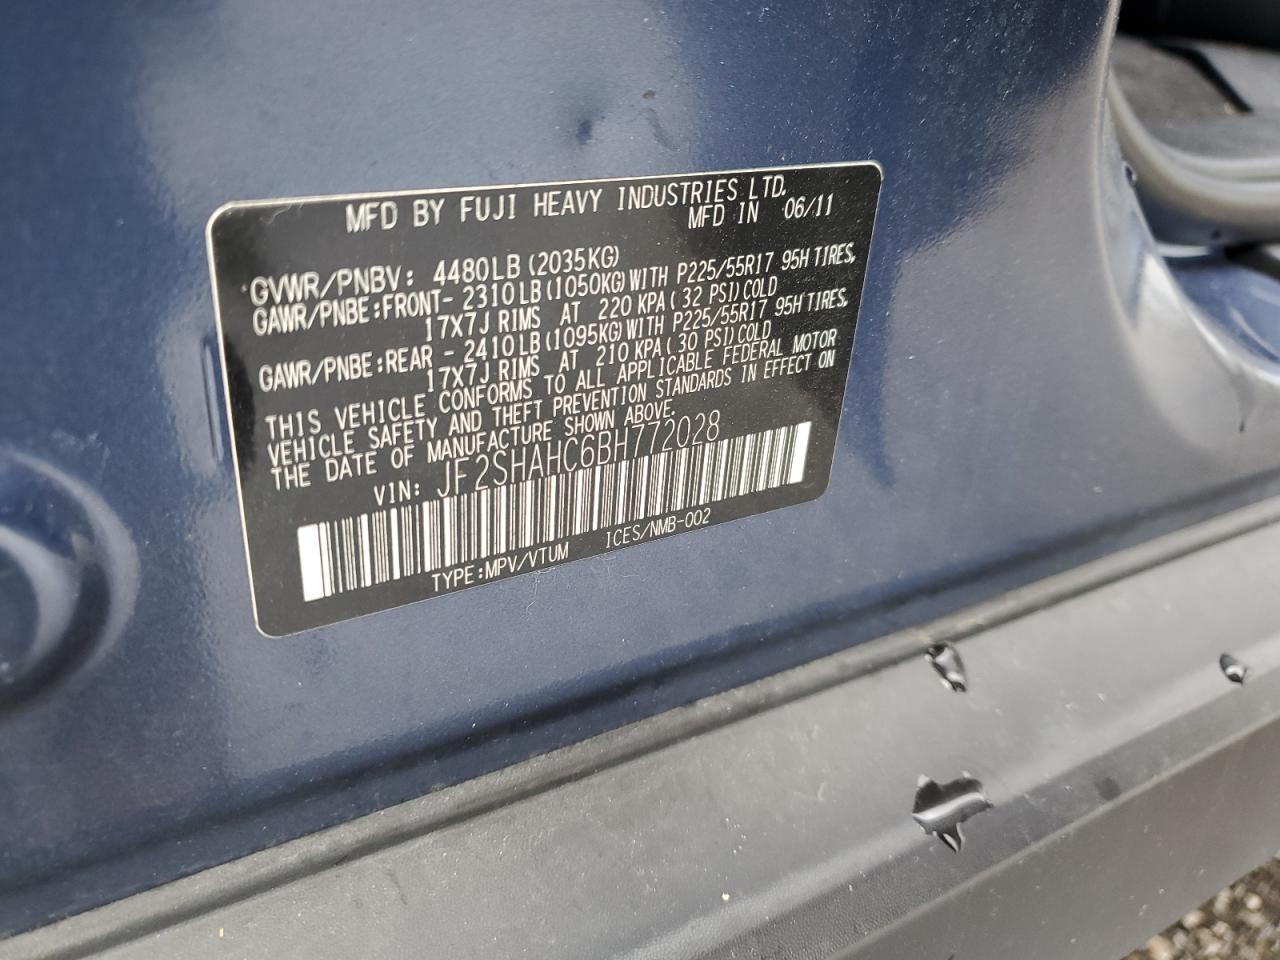 MFD BY FUJI HEAVY INDUSTRIES LTD.
MFD IN 06/11
GVWR/PNBV: 4480LB (2035KG)
GAWR/PNBE:FRONT- 2310LB(1050KG)WITH P225/55R17 95H TIRES,
17X7J RIMS AT 220 KPA(32 PSI)COLD
GAWR/PNBE:REAR - 2410LB(1095KG)WITH P225/55R17 95H TIRES,
17X7J RIMS AT 210 KPA(30 PSI)COLD
THIS VEHICLE CONFORMS TO ALL APPLICABLE FEDERAL MOTOR
VEHICLE SAFETY AND THEFT PREVENTION STANDARDS IN EFFECT ON
THE DATE OF MANUFACTURE SHOWN ABOVE.
VIN: JF2SHAHC6BH772028
TYPE:MPV/VTUM ICES/NMB-002